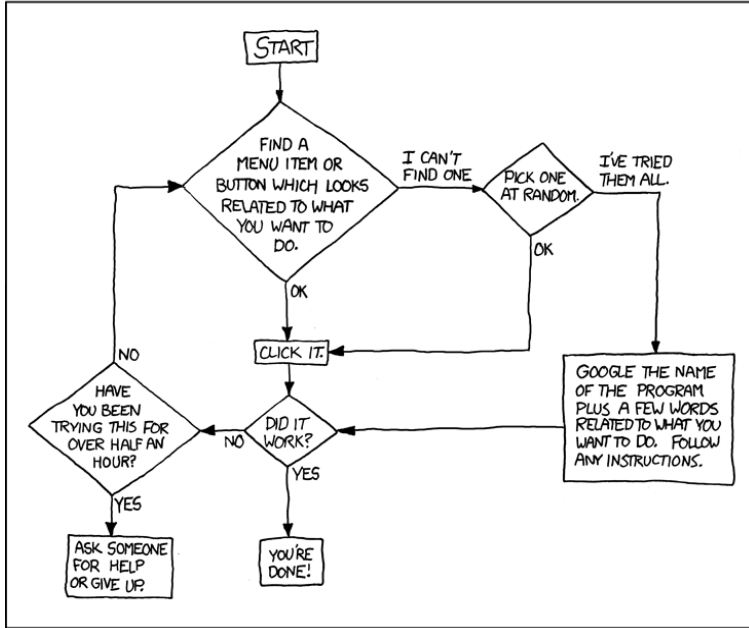 START
FIND A
MENU ITEM OR
BUTTON WHICH LOOKS
RELATED TO WHAT
YOU WANT TO
DO.
I CAN'T
FIND ONE
PICK ONE
AT RANDOM.
I'VE TRIED
THEM ALL.
OK
OK
CLICK IT.
NO
HAVE
YOU BEEN
TRYING THIS FOR
OVER HALF AN
HOUR?
DID IT
WORK?
NO
GOOGLE THE NAME
OF THE PROGRAM
PLUS A FEW WORDS
RELATED TO WHAT YOU
WANT TO DO. FOLLOW
ANY INSTRUCTIONS.
YES
YES
ASK SOMEONE
FOR HELP
OR GIVE UP.
YOU'RE
DONE!